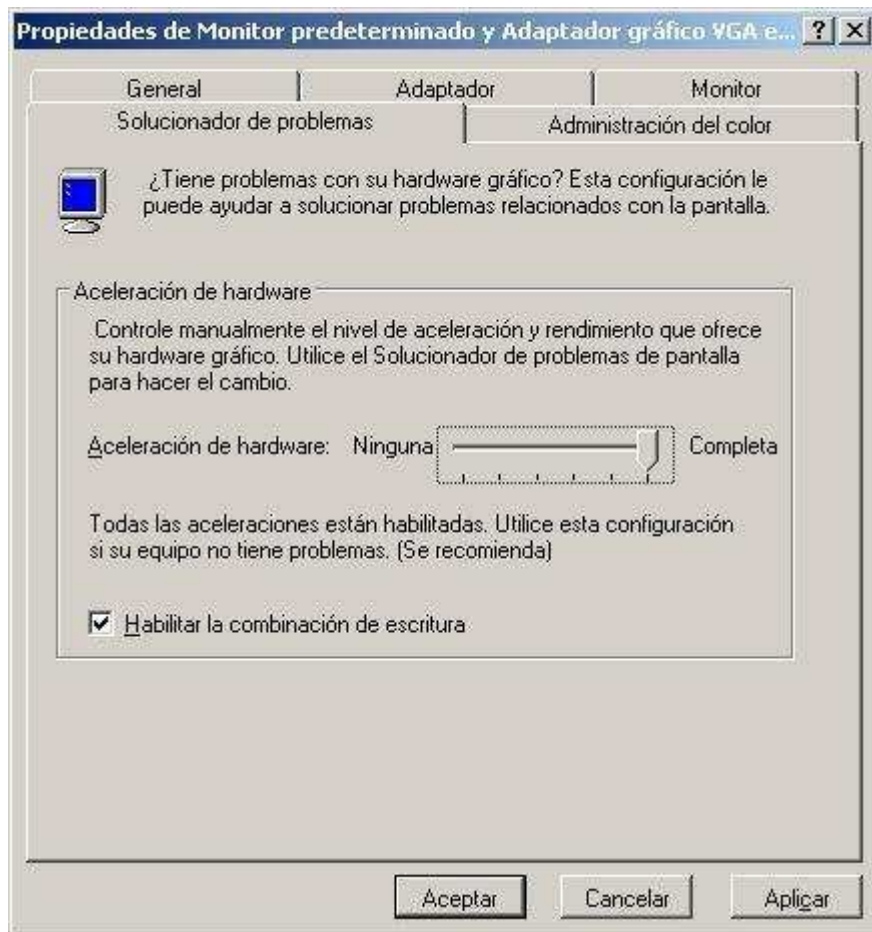 Propiedades de Monitor predeterminado y Adaptador gráfico VGA e...
General Adaptador Monitor
Solucionador de problemas Administración del color
¿Tiene problemas con su hardware gráfico? Esta configuración le
puede ayudar a solucionar problemas relacionados con la pantalla.
Aceleración de hardware
Controle manualmente el nivel de aceleración y rendimiento que ofrece
su hardware gráfico. Utilice el Solucionador de problemas de pantalla
para hacer el cambio.
Aceleración de hardware: Ninguna Completa
Todas las aceleraciones están habilitadas. Utilice esta configuración
si su equipo no tiene problemas. (Se recomienda)
Habilitar la combinación de escritura
Aceptar Cancelar Aplicar